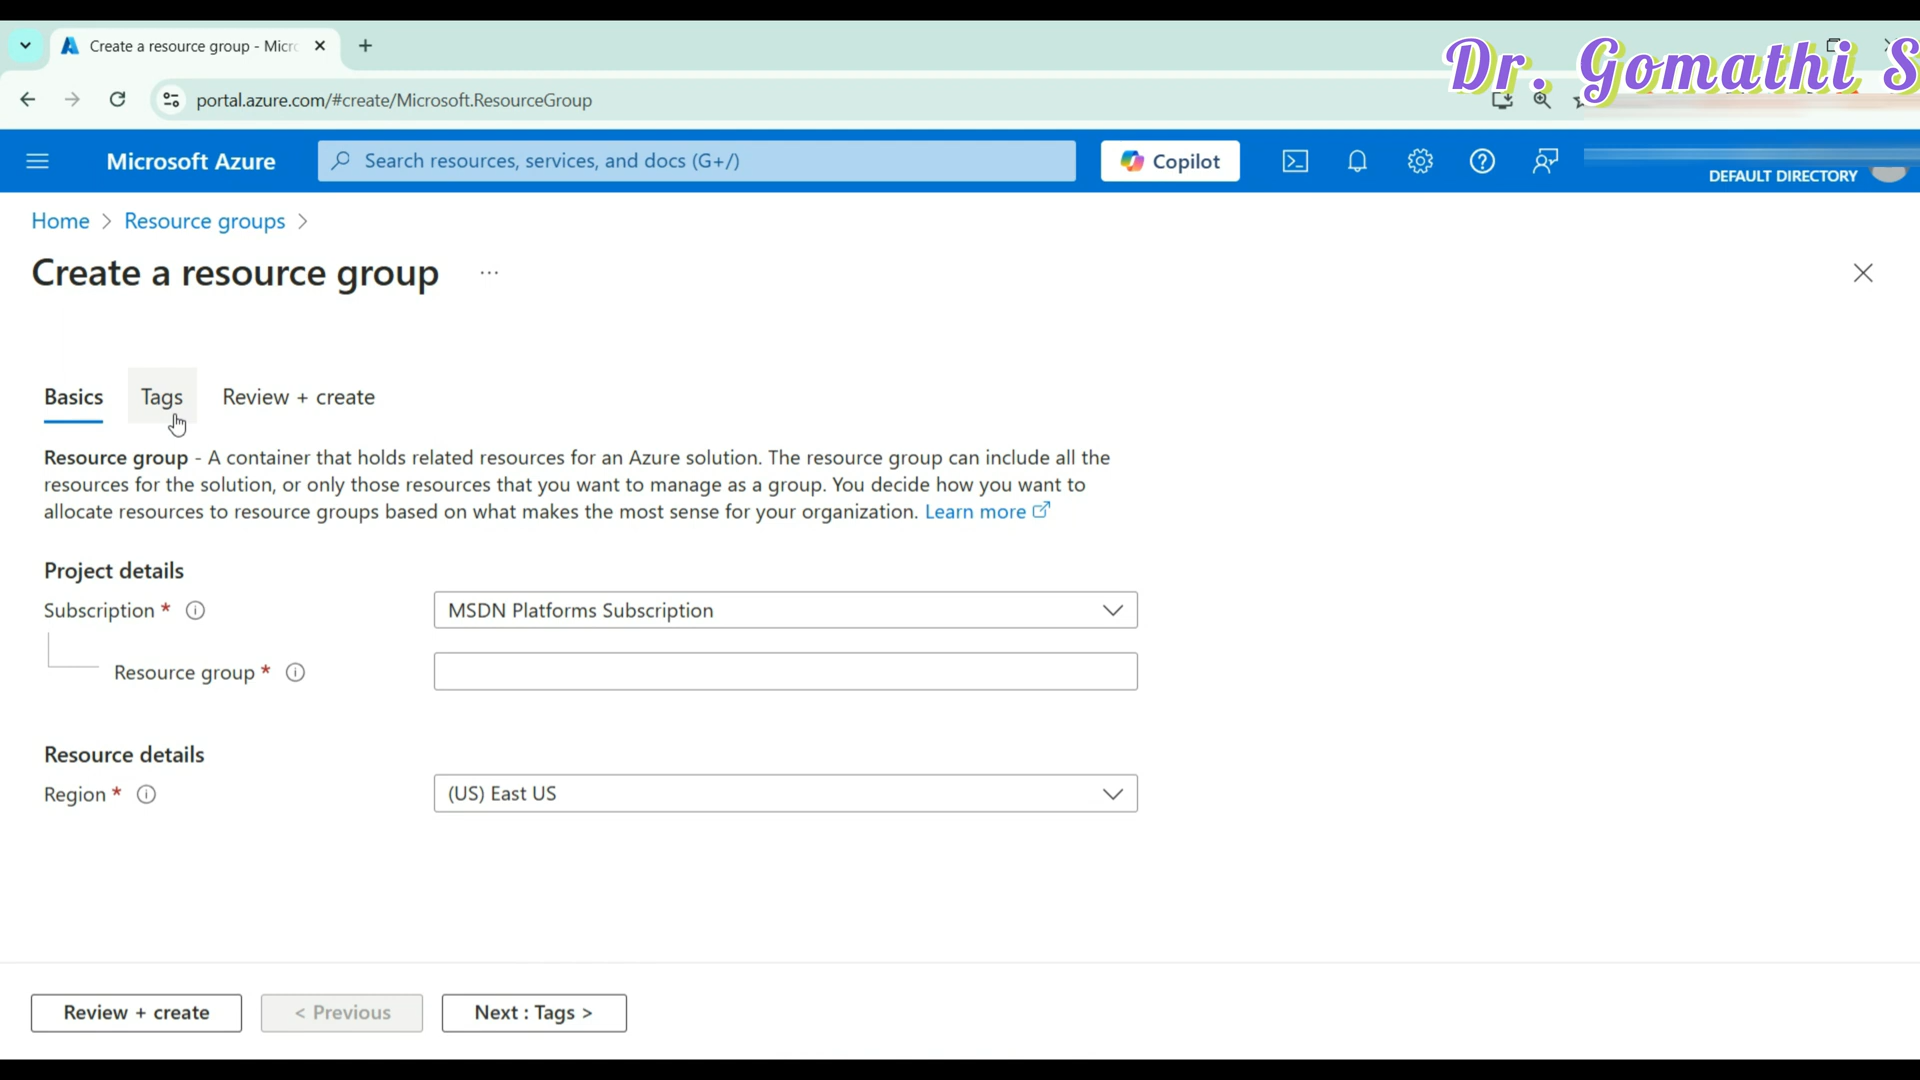 Create a resource group - Micr
Dr. Gomathi S
portal.azure.com/#create/Microsoft.ResourceGroup
Microsoft Azure
Search resources, services, and docs (G+/)
Copilot
DEFAULT DIRECTORY
Home > Resource groups >
Create a resource group ...
Basics Tags Review + create
Resource group - A container that holds related resources for an Azure solution. The resource group can include all the
resources for the solution, or only those resources that you want to manage as a group. You decide how you want to
allocate resources to resource groups based on what makes the most sense for your organization. Learn more
Project details
Subscription * MSDN Platforms Subscription
Resource group *
Resource details
Region * (US) East US
Review + create < Previous Next : Tags >